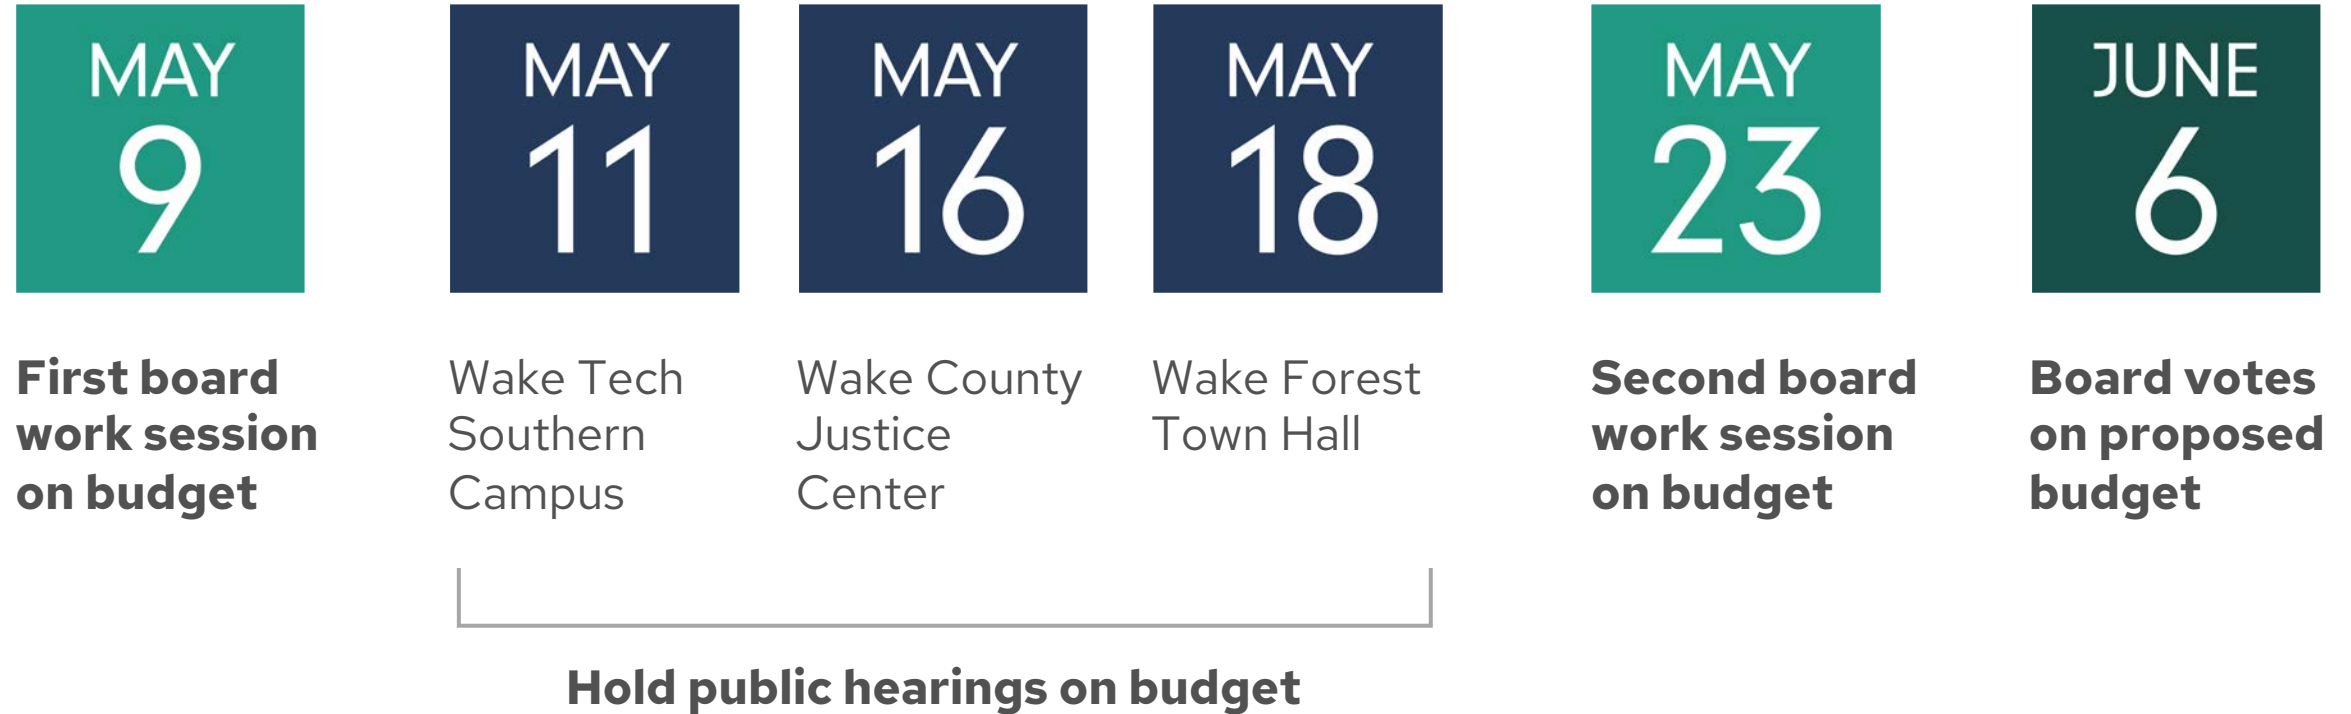 MAY
9
First board
work session
on budget
MAY
11
Wake Tech
Southern
Campus
MAY
16
Wake County
Justice
Center
MAY
18
Wake Forest
Town Hall
Hold public hearings on budget
MAY
23
Second board
work session
on budget
JUNE
6
Board votes
on proposed
budget